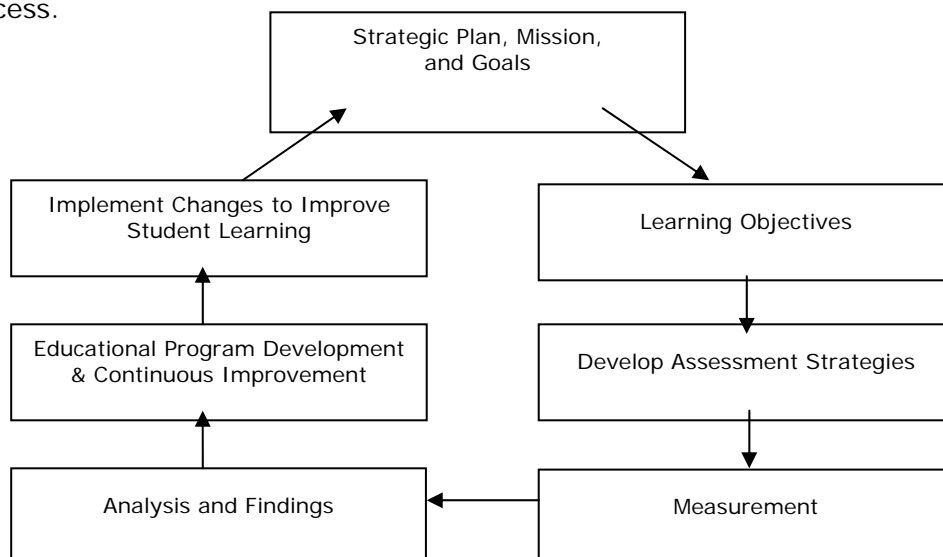 cess.
Strategic Plan, Mission,
and Goals
Implement Changes to Improve
Student Learning
Learning Objectives
Educational Program Development
& Continuous Improvement
Develop Assessment Strategies
Analysis and Findings
Measurement